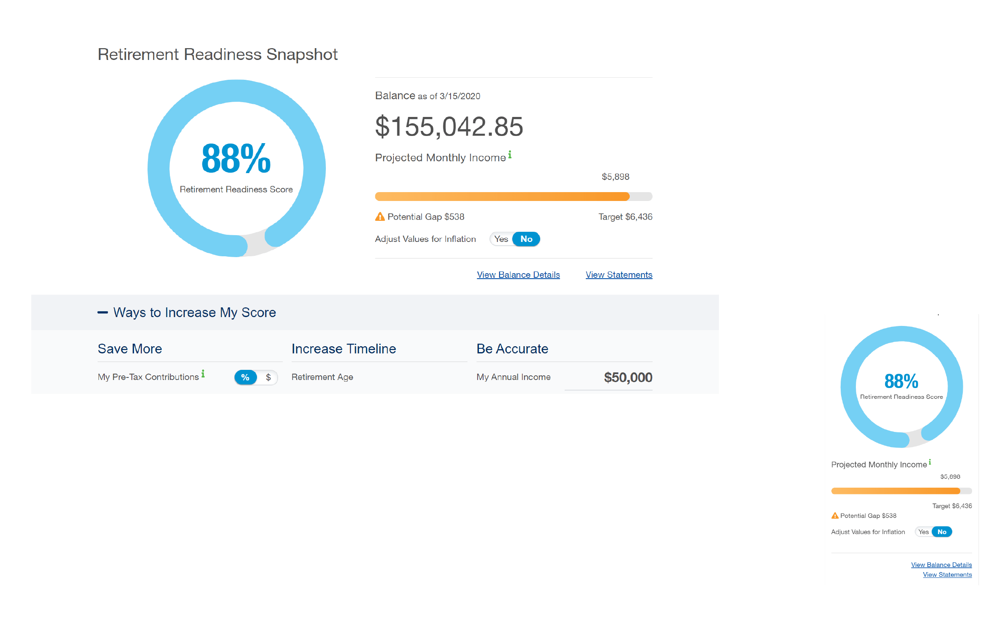 Retirement Readiness Snapshot
88%
Retirement Readiness Score
Balance as of 3/15/2020
$155,042.85
Projected Monthly Income i
$5,898
Potential Gap $538 Target $6,436
Adjust Values for Inflation Yes No
View Balance Details View Statements
Ways to Increase My Score
Save More Increase Timeline Be Accurate
My Pre-Tax Contributions i % $ Retirement Age My Annual Income $50,000
88%
Retirement Readiness Score
Projected Monthly Income i
$5,898
Target $6,436
Potential Gap $538
Adjust Values for Inflation Yes No
View Balance Details
View Statements